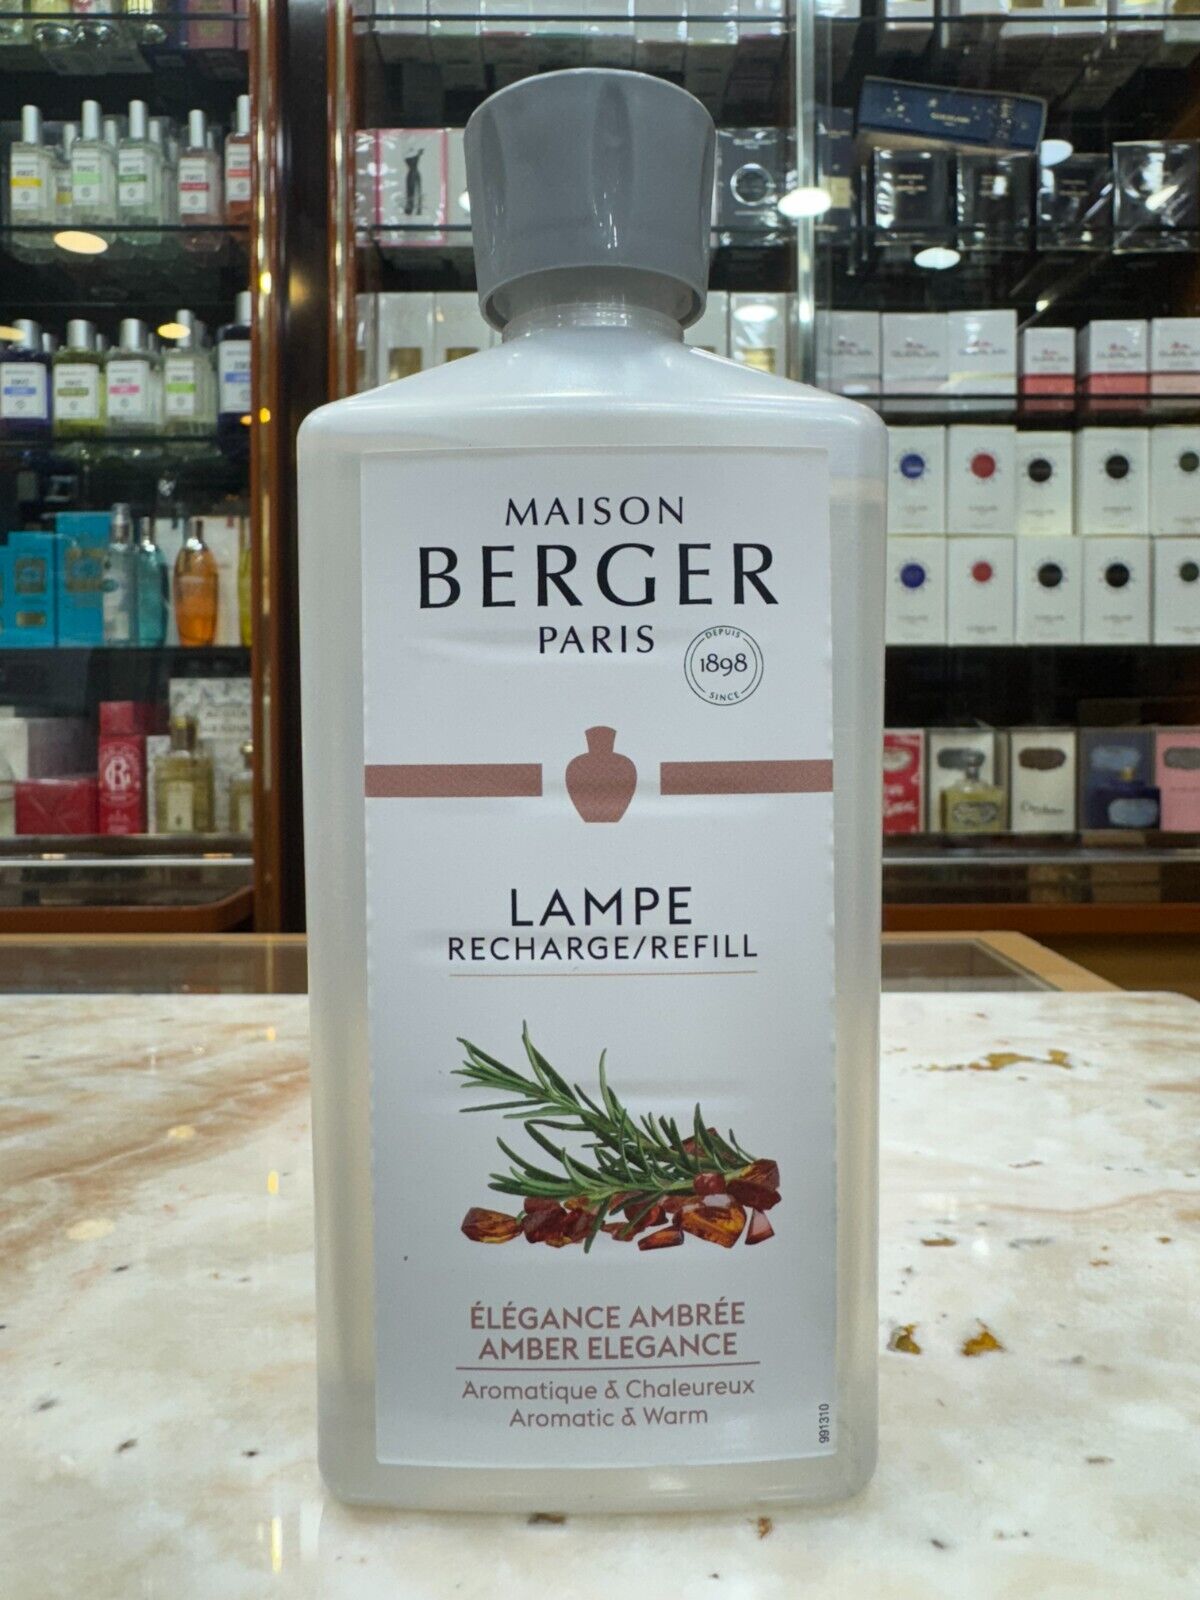 MAISON
BERGER
PARIS
DEPUIS
1898
SINCE
LAMPE
RECHARGE/REFILL
ÉLÉGANCE AMBRÉE
AMBER ELEGANCE
Aromatique & Chaleureux
Aromatic & Warm
991310